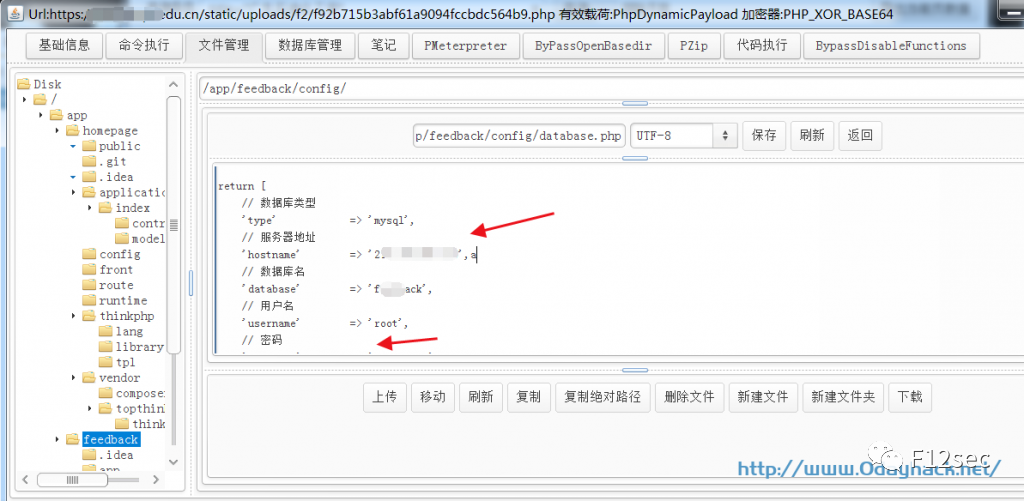 Url:https:/ edu.cn/static/uploads/f2/f92b715b3abf61a9094fccbdc564b9.php 有效载荷:PhpDynamicPayload 加密器:PHP_XOR_BASE64
基础信息 命令执行 文件管理 数据库管理 笔记 PMeterpreter ByPassOpenBasedir PZip 代码执行 BypassDisableFunctions
Disk
/
app
homepage
public
.git
.idea
applicatic
index
contr
model
config
front
route
runtime
thinkphp
lang
library
tpl
vendor
composer
topthin
think
feedback
.idea
app
/app/feedback/config/
p/feedback/config/database.php UTF-8 保存 刷新 返回
return [
// 数据库类型
'type' => 'mysql',
// 服务器地址
'hostname' => '2 ',a
// 数据库名
'database' => 'f ack',
// 用户名
'username' => 'root',
// 密码
上传 移动 刷新 复制 复制绝对路径 删除文件 新建文件 新建文件夹 下载
F12sec
http://www.0dayhack.net/